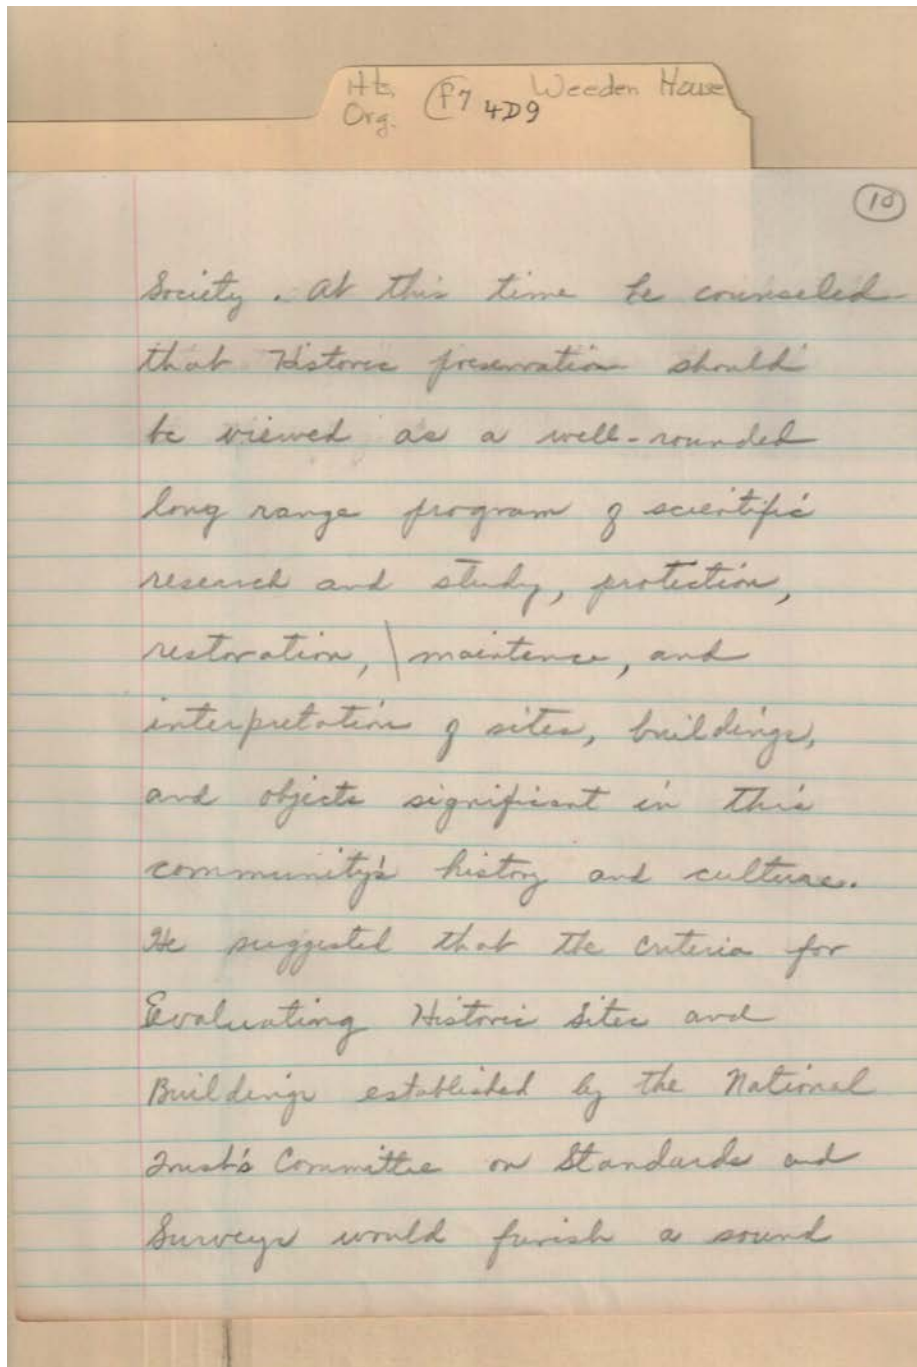 Hts. F7 4D9 Weeden House
Org.
10
Society. At this time he counseled
that Historic preservation should
be viewed as a well-rounded
long range program of scientific
research and study, protection,
restoration, \ maintence, and
interpretation of sites, buildings,
and objects significant in this
community's history and culture.
He suggested that the Criteria for
Evaluating Historic Sites and
Buildings established by the National
Trust's Committee on Standards and
Surveys would furish a sound